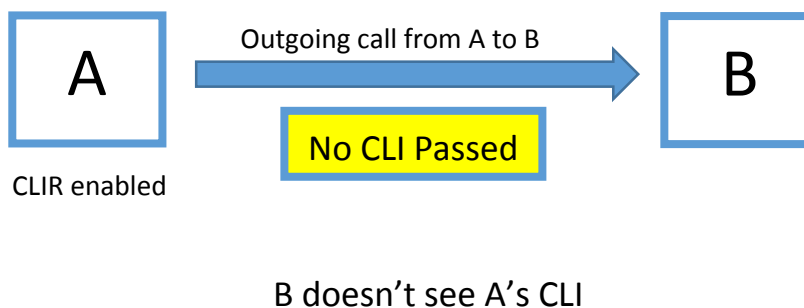 Outgoing call from A to B
A
B
No CLI Passed
CLIR enabled
B doesn’t see A’s CLI